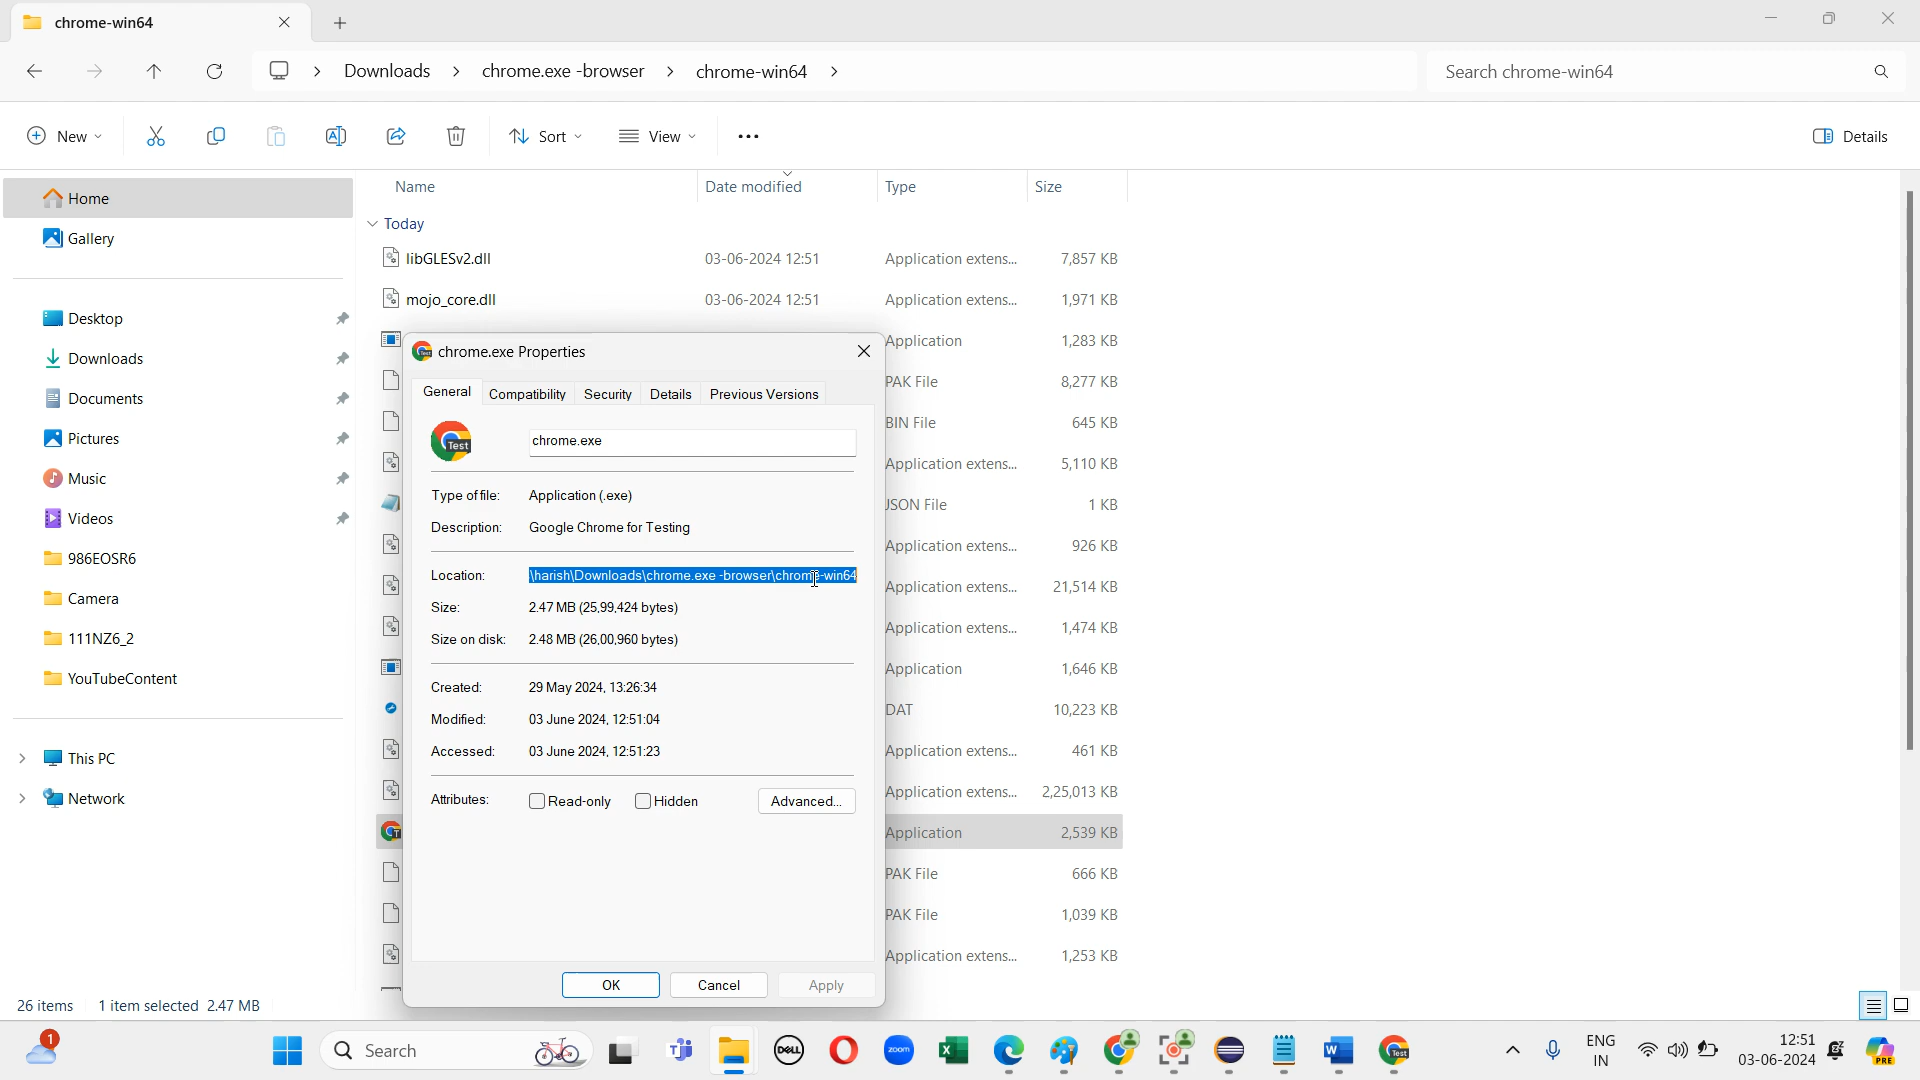 chrome-win64
Downloads > chrome.exe -browser > chrome-win64 >
Search chrome-win64
New
Sort
View
Details
Name Date modified Type Size
Home
Gallery
Desktop
Downloads
Documents
Pictures
Music
Videos
986EOSR6
Camera
111NZ6_2
YouTubeContent
This PC
Network
Today
libGLESv2.dll 03-06-2024 12:51 Application extens... 7,857 KB
mojo_core.dll 03-06-2024 12:51 Application extens... 1,971 KB
Application 1,283 KB
PAK File 8,277 KB
BIN File 645 KB
Application extens... 5,110 KB
JSON File 1 KB
Application extens... 926 KB
Application extens... 21,514 KB
Application extens... 1,474 KB
Application 1,646 KB
DAT 10,223 KB
Application extens... 461 KB
Application extens... 2,25,013 KB
Application 2,539 KB
PAK File 666 KB
PAK File 1,039 KB
Application extens... 1,253 KB
chrome.exe Properties
General Compatibility Security Details Previous Versions
Test
chrome.exe
Type of file: Application (.exe)
Description: Google Chrome for Testing
Location: \harish\Downloads\chrome.exe -browser\chrome-win64
Size: 2.47 MB (25,99,424 bytes)
Size on disk: 2.48 MB (26,00,960 bytes)
Created: 29 May 2024, 13:26:34
Modified: 03 June 2024, 12:51:04
Accessed: 03 June 2024, 12:51:23
Attributes: Read-only Hidden Advanced...
OK Cancel Apply
26 items 1 item selected 2.47 MB
1
Search
DELL
zoom
Test
ENG
IN
12:51
03-06-2024
PRE